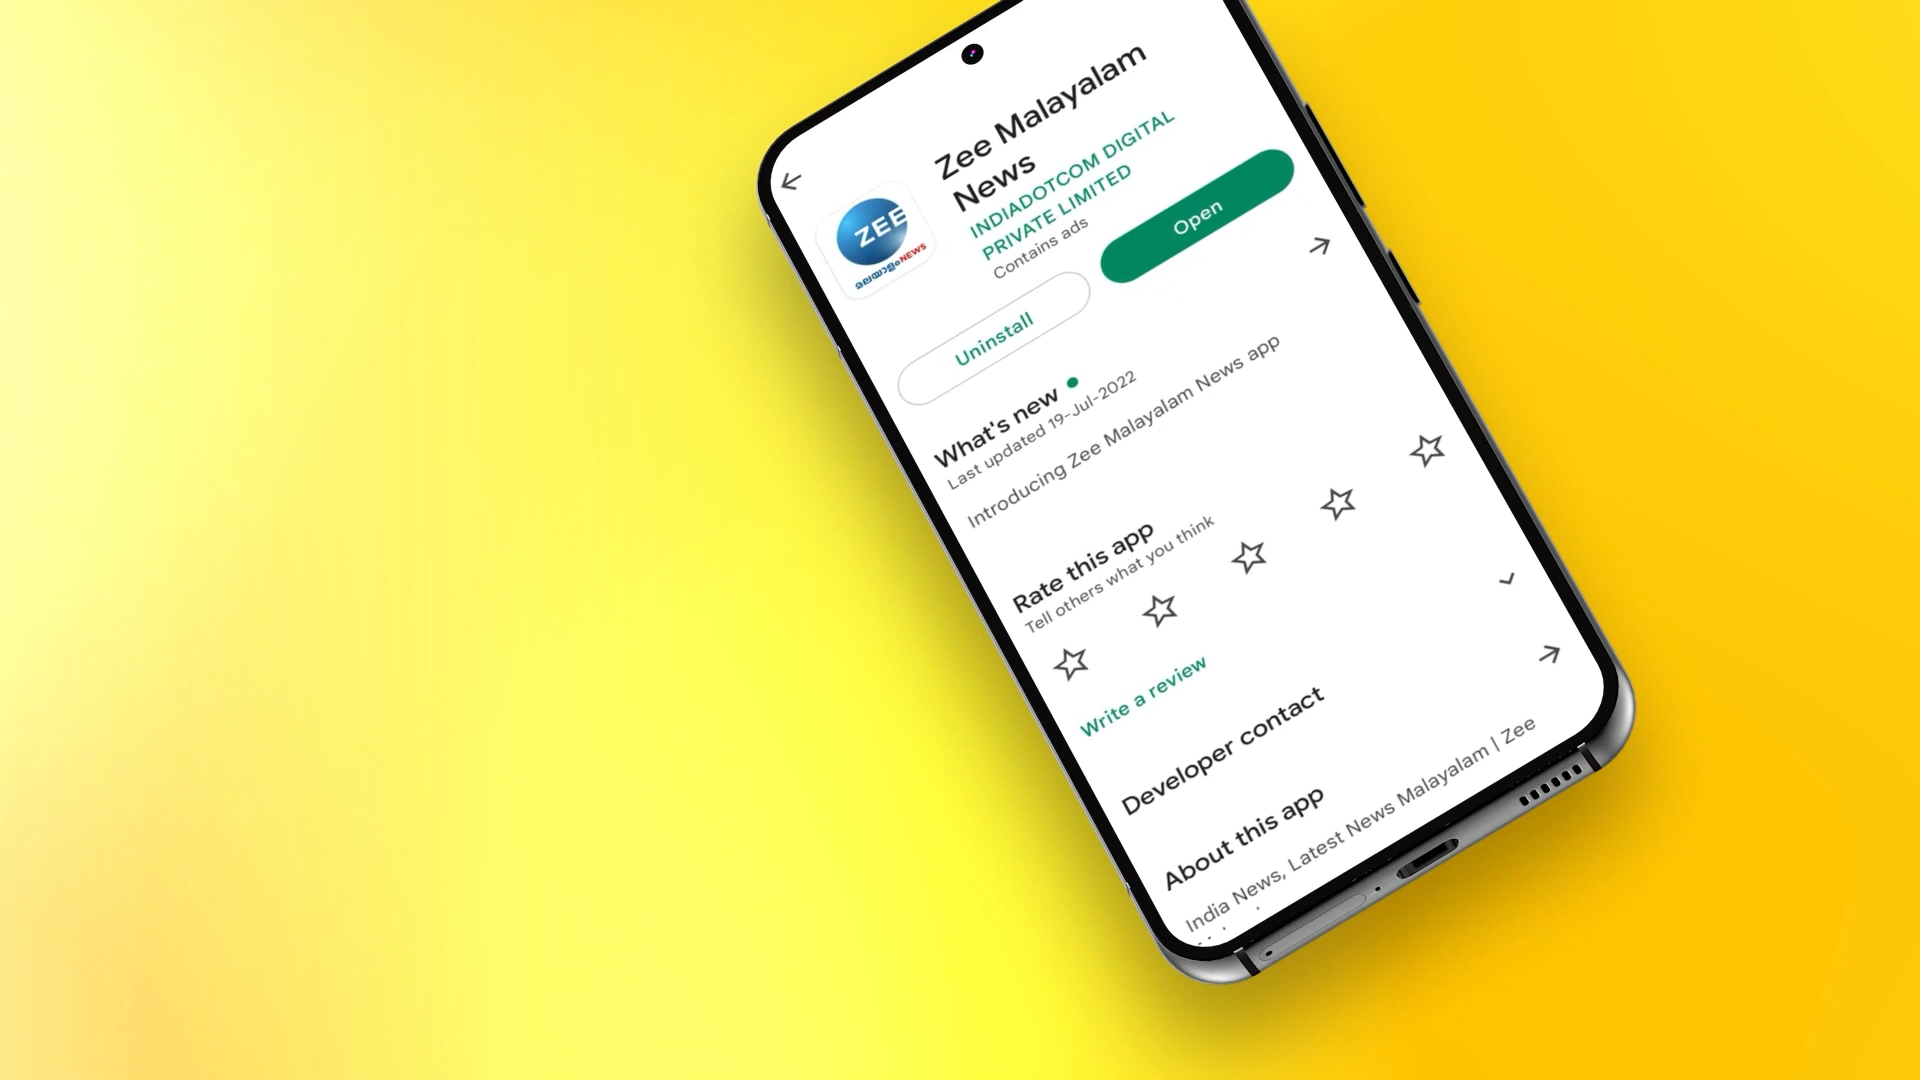 Zee Malayalam
News
INDIADOTCOM DIGITAL
PRIVATE LIMITED
Contains ads
ZEE
മലയാളം NEWS
Uninstall
Open
What's new
Last updated 19-Jul-2022
Introducing Zee Malayalam News app
Rate this app
Tell others what you think
Write a review
Developer contact
About this app
India News, Latest News Malayalam | Zee